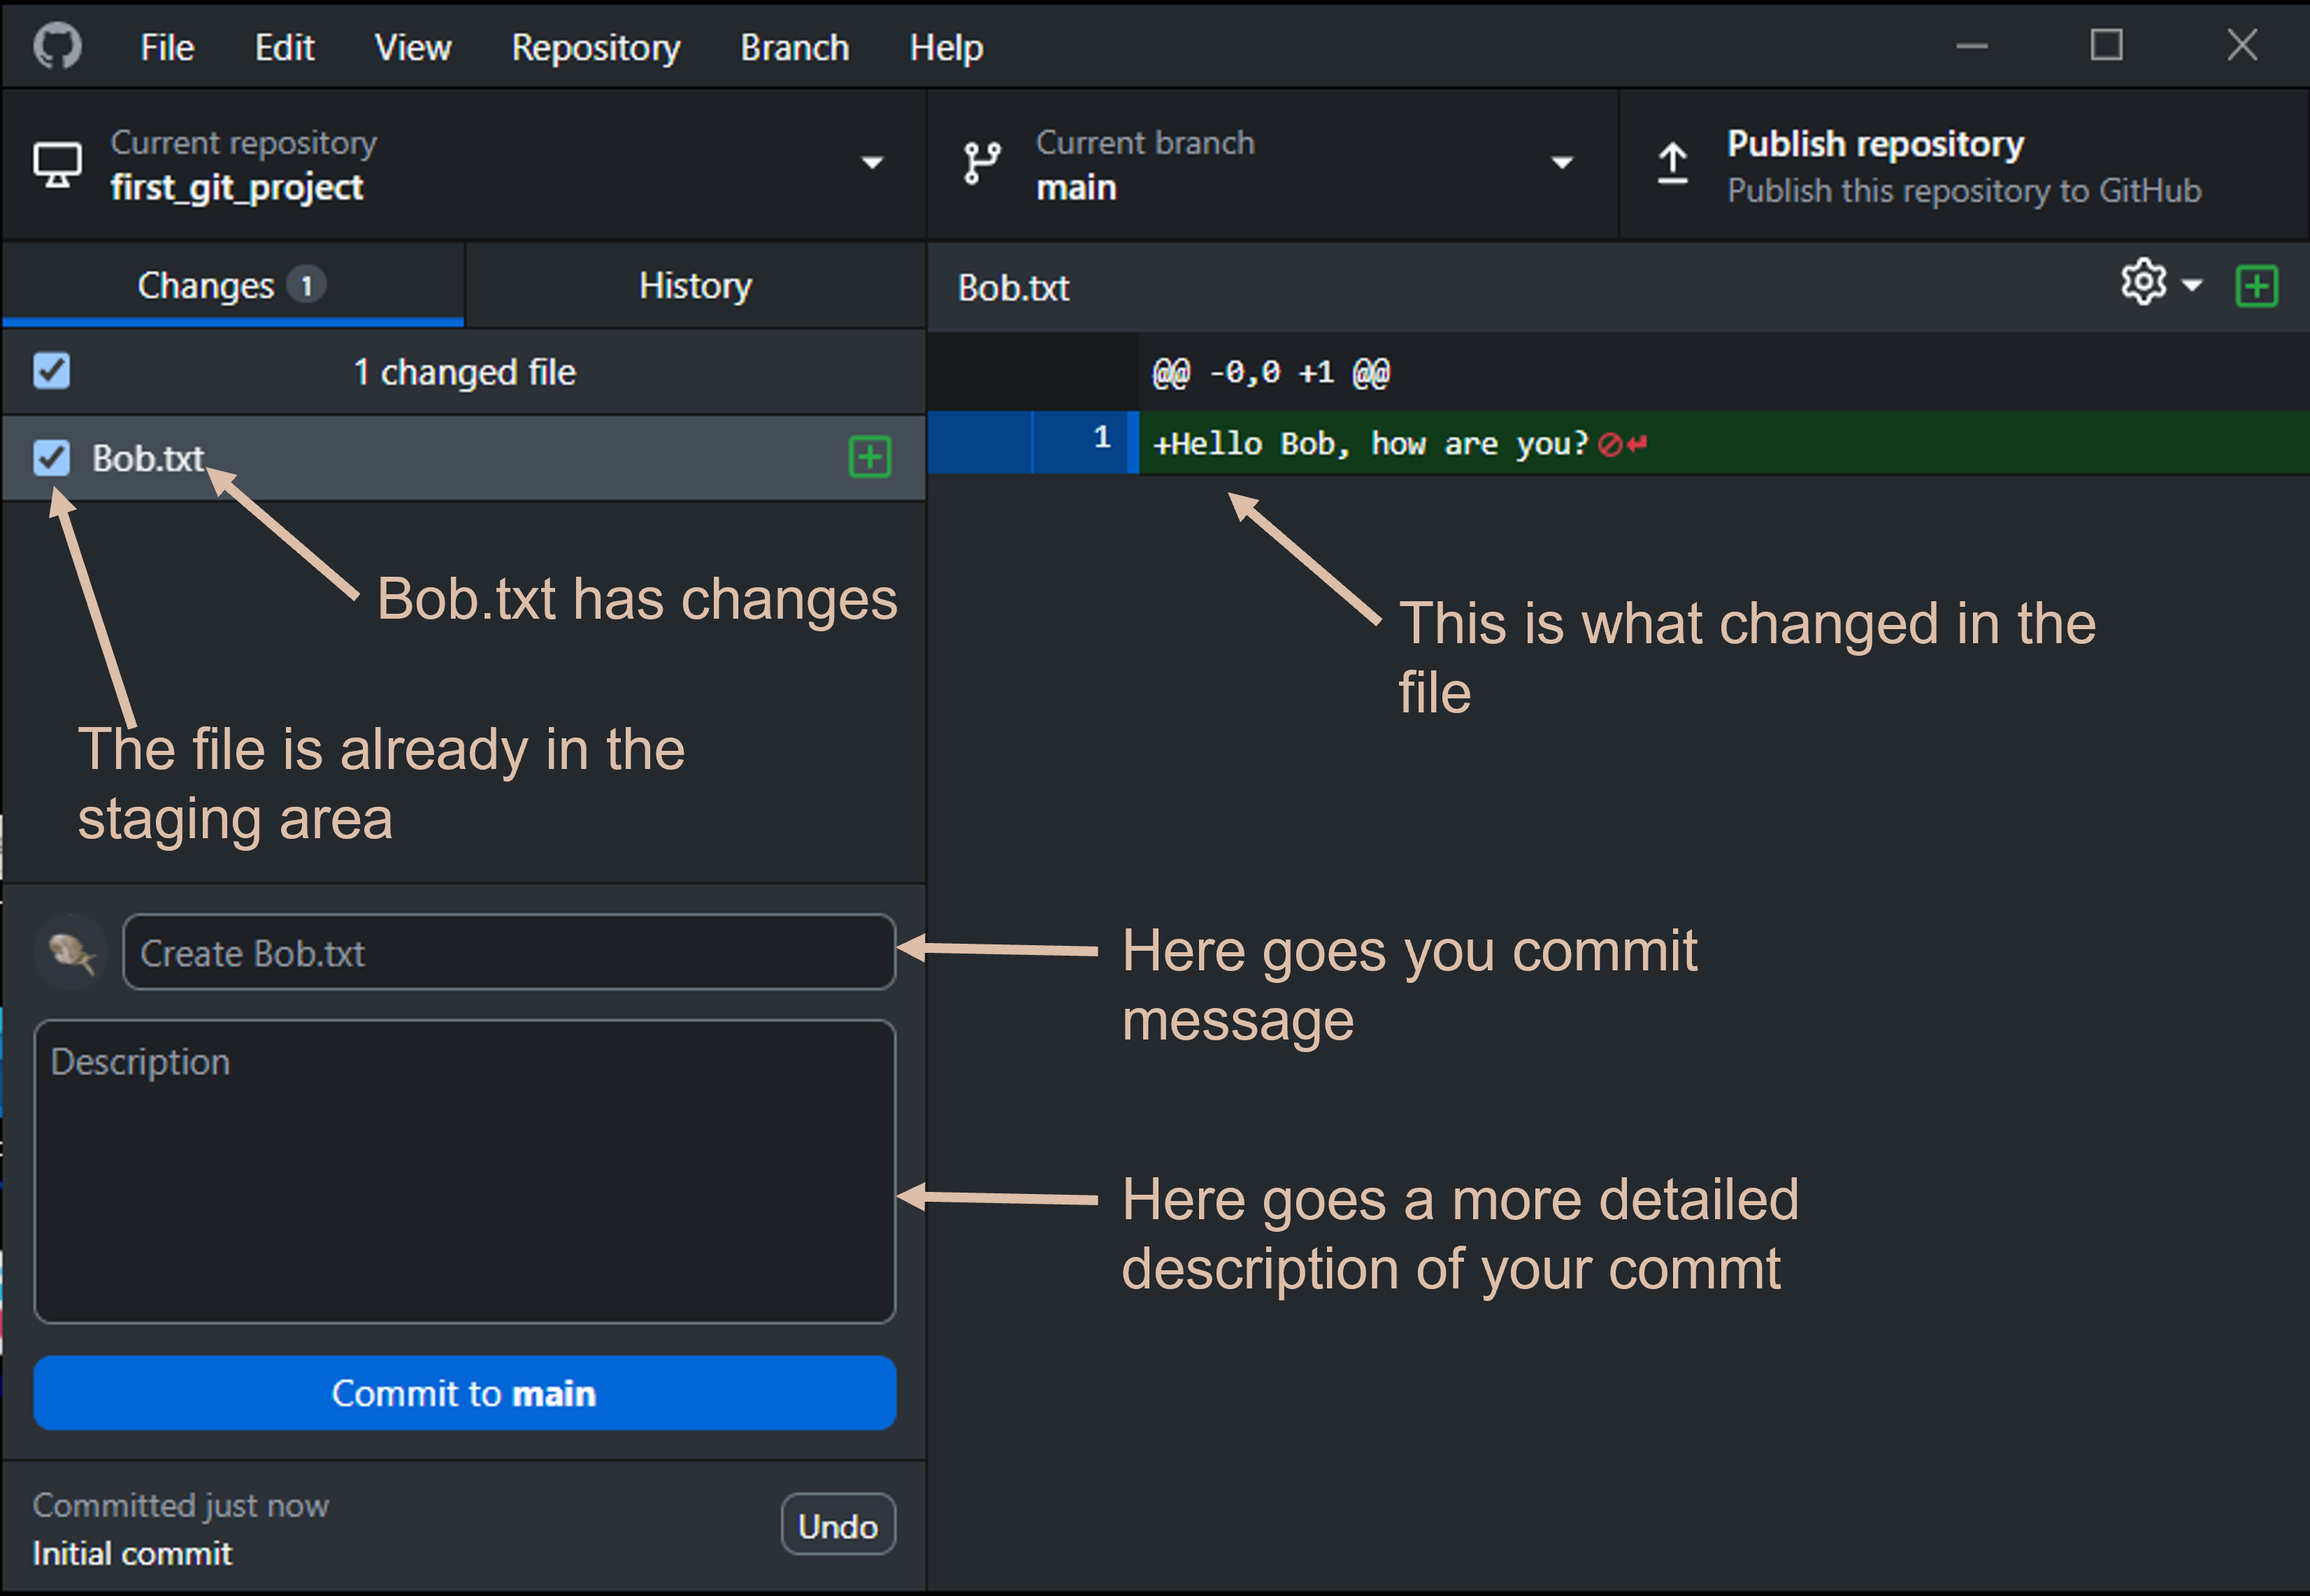 File Edit View Repository Branch Help
Current repository
first_git_project
Current branch
main
Publish repository
Publish this repository to GitHub
Changes 1
History
Bob.txt
1 changed file
@@ -0,0 +1 @@
Bob.txt
1 +Hello Bob, how are you?
Bob.txt has changes
This is what changed in the
file
The file is already in the
staging area
Create Bob.txt
Here goes you commit
message
Description
Here goes a more detailed
description of your commt
Commit to main
Committed just now
Initial commit
Undo